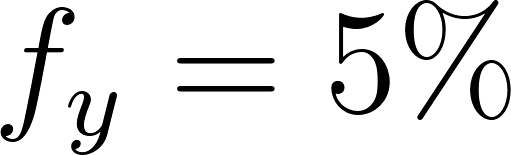 f_y = 5%